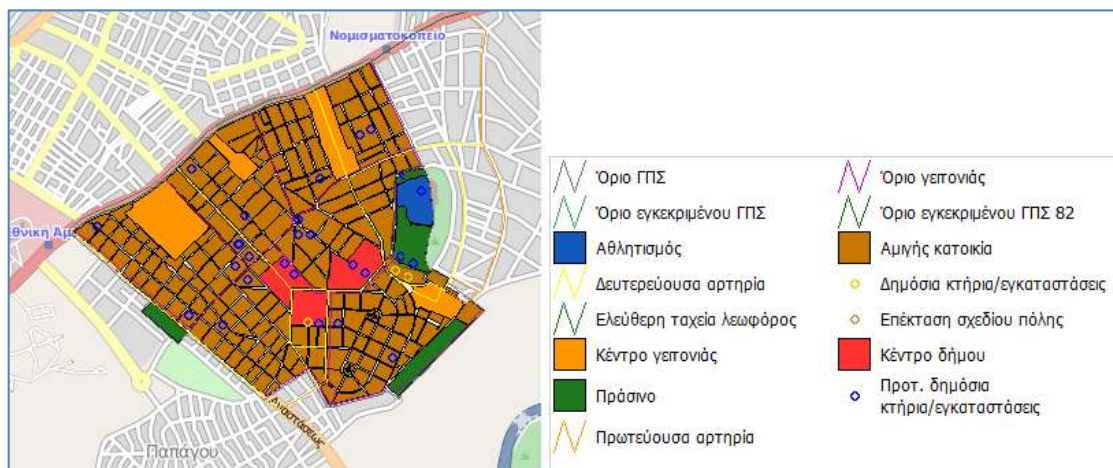 Νομισματοκοπείο
Εθνική Άμ
Αναστάσεως
Παπάγου
Όριο ΓΠΣ
Όριο εγκεκριμένου ΓΠΣ
Αθλητισμός
Δευτερεύουσα αρτηρία
Ελεύθερη ταχεία λεωφόρος
Κέντρο γειτονιάς
Πράσινο
Πρωτεύουσα αρτηρία
Όριο γειτονιάς
Όριο εγκεκριμένου ΓΠΣ 82
Αμιγής κατοικία
Δημόσια κτήρια/εγκαταστάσεις
Επέκταση σχεδίου πόλης
Κέντρο δήμου
Προτ. δημόσια
κτήρια/εγκαταστάσεις